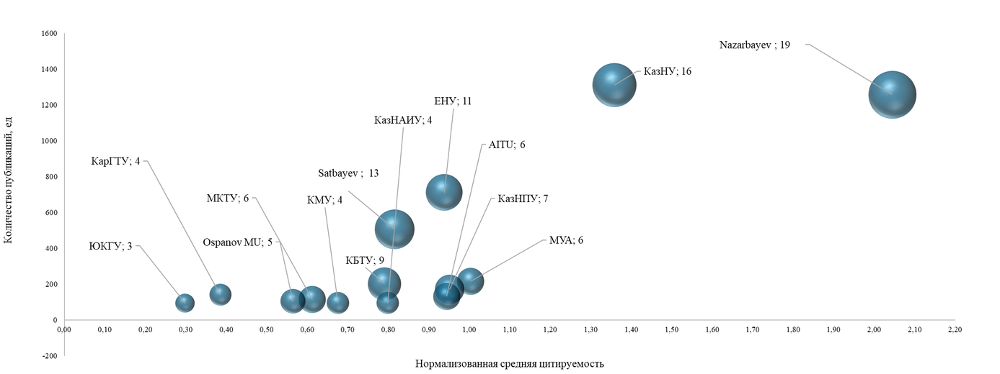 1600
Nazarbayev ; 19
1400
КазНУ; 16
1200
ЕНУ; 11
КазНАИУ; 4
1000
AITU; 6
КарГТУ; 4
800
Satbayev ; 13
МКТУ; 6
КМУ; 4
КазНПУ; 7
600
ЮКГУ; 3
Ospanov MU; 5
МУА; 6
400
КБТУ; 9
200
0
0,00 0,10 0,20 0,30 0,40 0,50 0,60 0,70 0,80 0,90 1,00 1,10 1,20 1,30 1,40 1,50 1,60 1,70 1,80 1,90 2,00 2,10 2,20
-200
Количество публикаций, ед
Нормализованная средняя цитируемость